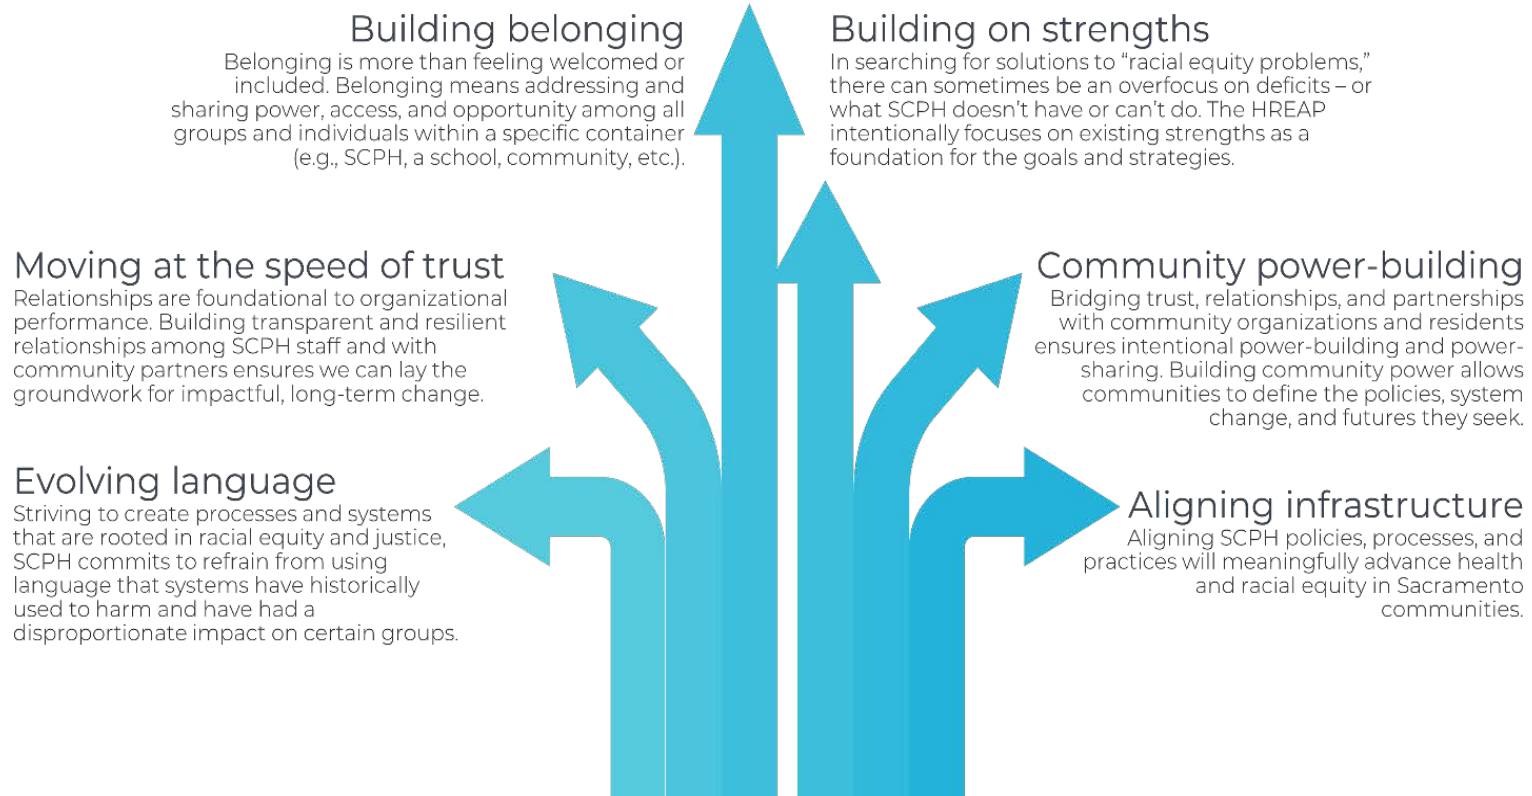 Building belonging
Belonging is more than feeling welcomed or
included. Belonging means addressing and
sharing power, access, and opportunity among all
groups and individuals within a specific container
(e.g., SCPH, a school, community, etc.).
Building on strengths
In searching for solutions to “racial equity problems,”
there can sometimes be an overfocus on deficits – or
what SCPH doesn’t have or can’t do. The HREAP
intentionally focuses on existing strengths as a
foundation for the goals and strategies.
Moving at the speed of trust
Relationships are foundational to organizational
performance. Building transparent and resilient
relationships among SCPH staff and with
community partners ensures we can lay the
groundwork for impactful, long-term change.
Community power-building
Bridging trust, relationships, and partnerships
with community organizations and residents
ensures intentional power-building and power-
sharing. Building community power allows
communities to define the policies, system
change, and futures they seek.
Evolving language
Striving to create processes and systems
that are rooted in racial equity and justice,
SCPH commits to refrain from using
language that systems have historically
used to harm and have had a
disproportionate impact on certain groups.
Aligning infrastructure
Aligning SCPH policies, processes, and
practices will meaningfully advance health
and racial equity in Sacramento
communities.